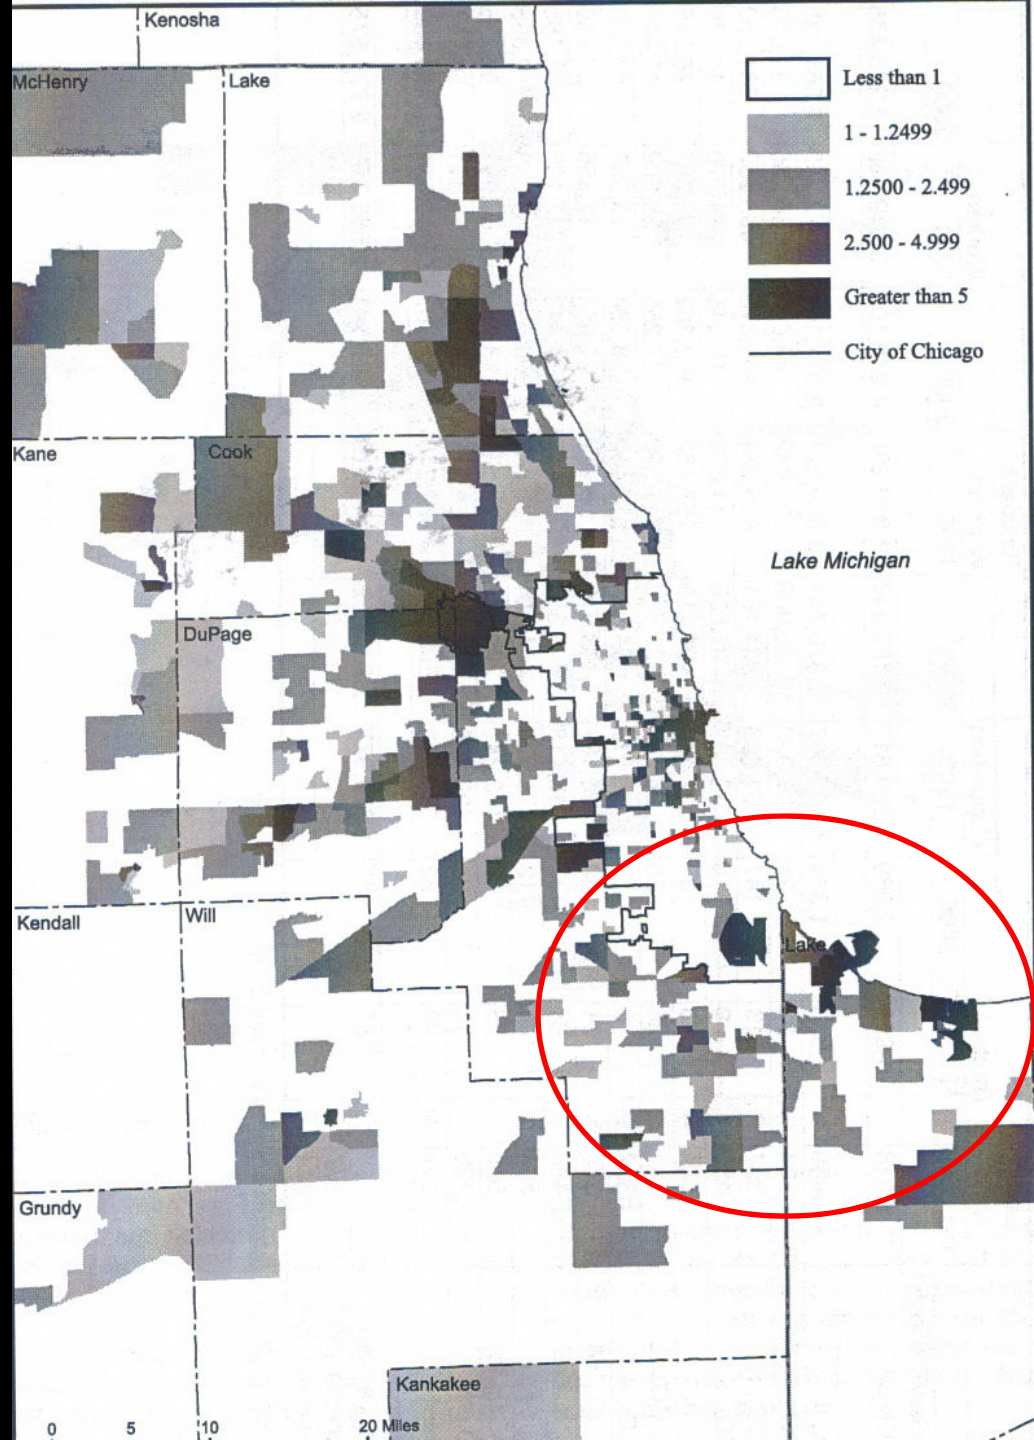 Kenosha
McHenry
Lake
Less than 1
1 - 1.2499
1.2500 - 2.499
2.500 - 4.999
Greater than 5
City of Chicago
Kane
Cook
Lake Michigan
DuPage
Kendall
Will
Lake
Grundy
Kankakee
0 5 10 20 Miles